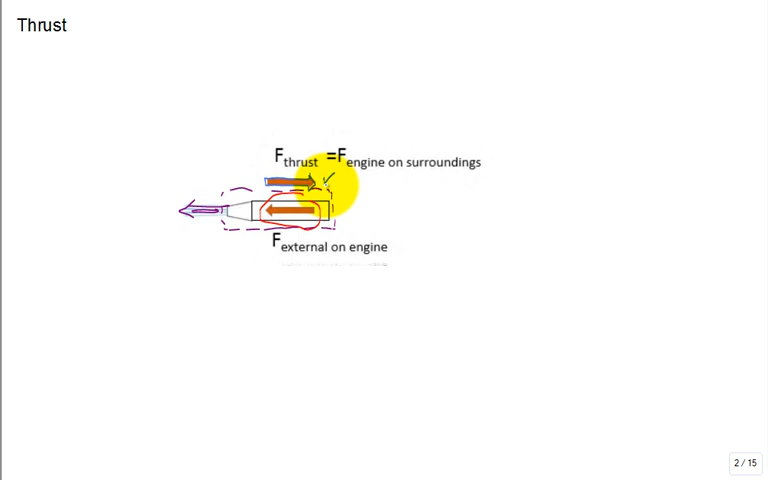 Thrust
Fthrust =Fengine on surroundings
Fexternal on engine
2 / 15